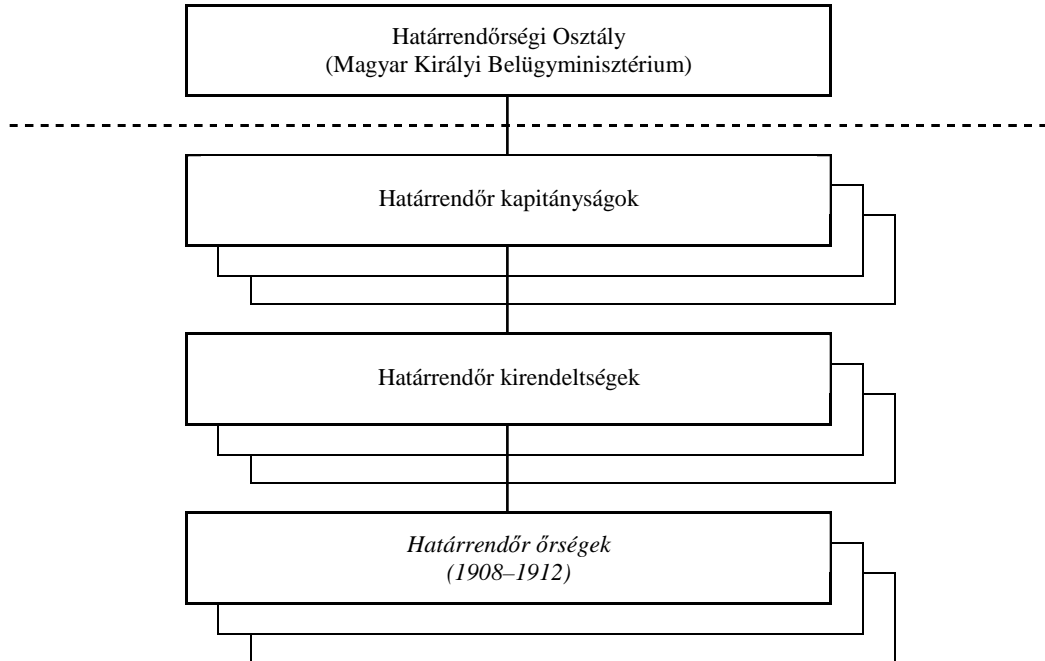 Határrendőrségi Osztály
(Magyar Királyi Belügyminisztérium)
Határrendőr kapitányságok
Határrendőr kirendeltségek
Határrendőr őrségek
(1908–1912)